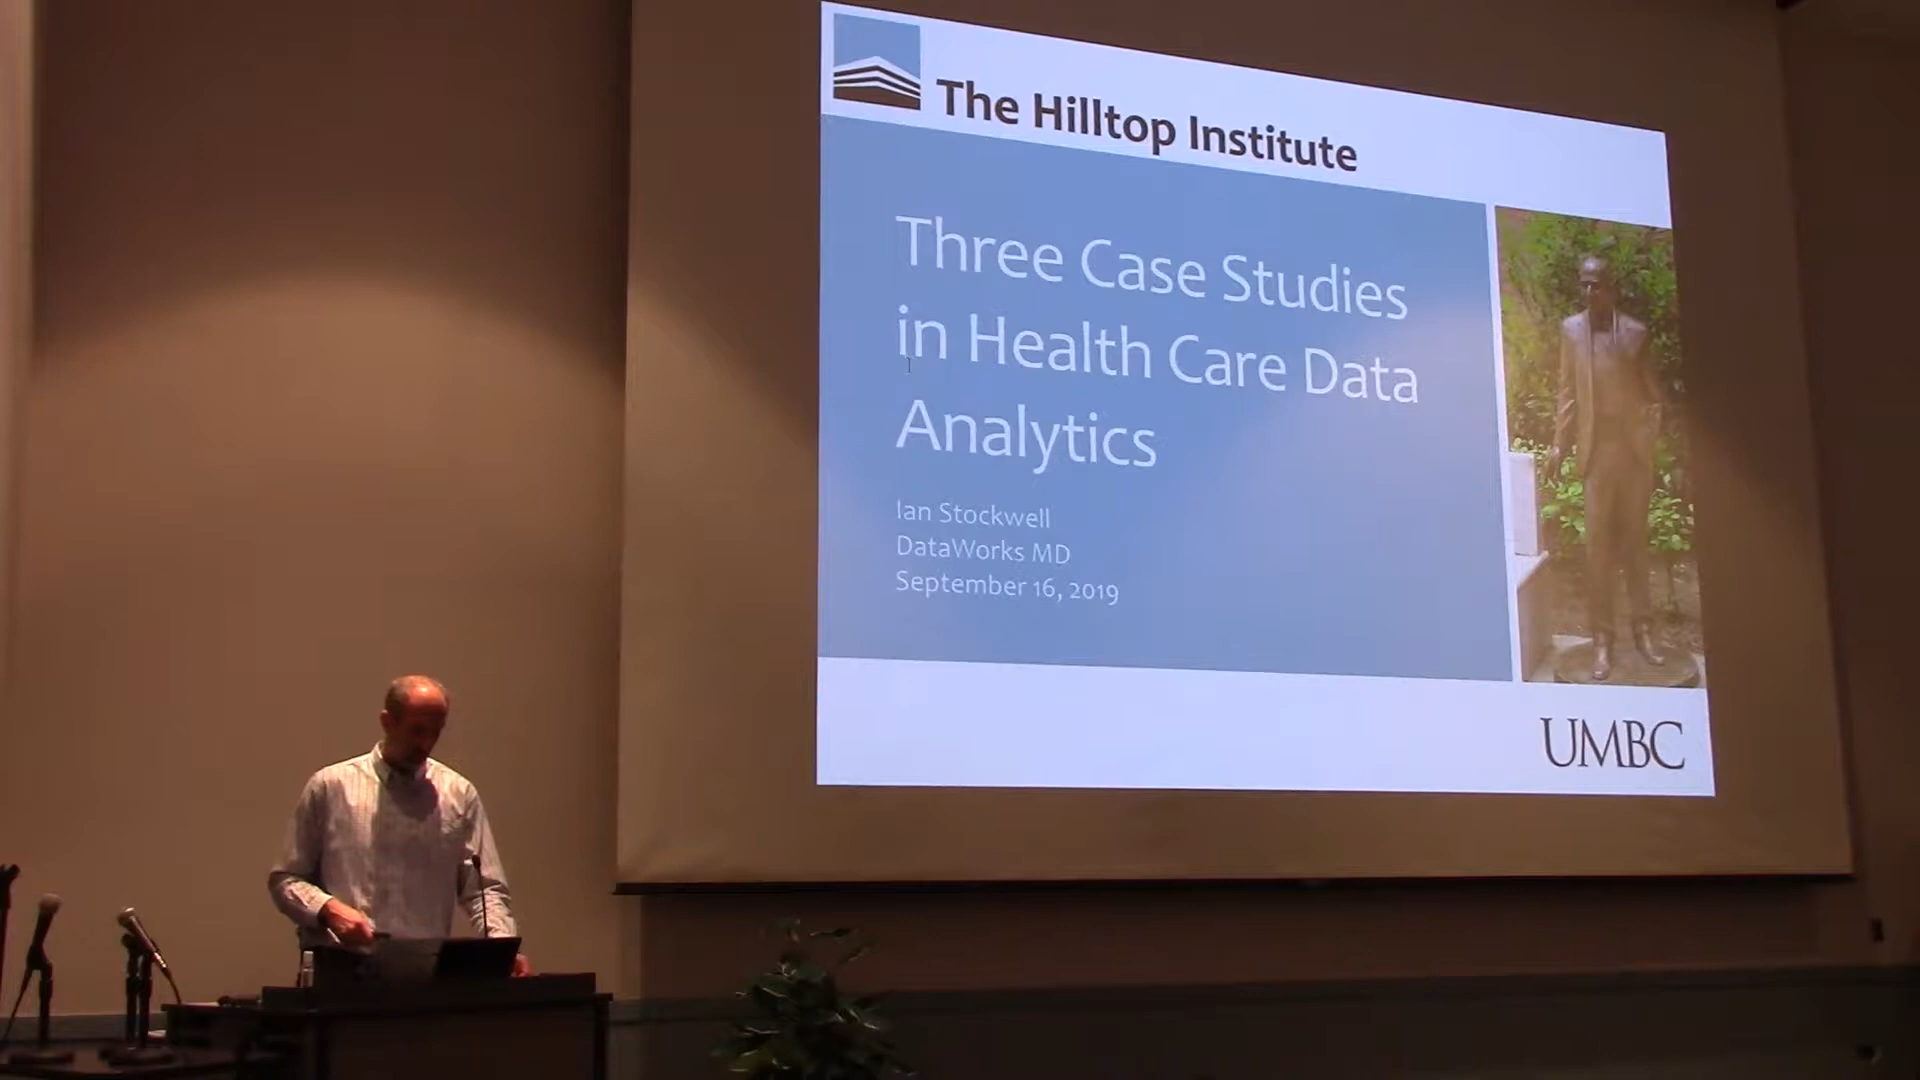 The Hilltop Institute
Three Case Studies
in Health Care Data
Analytics
Ian Stockwell
DataWorks MD
September 16, 2019
UMBC